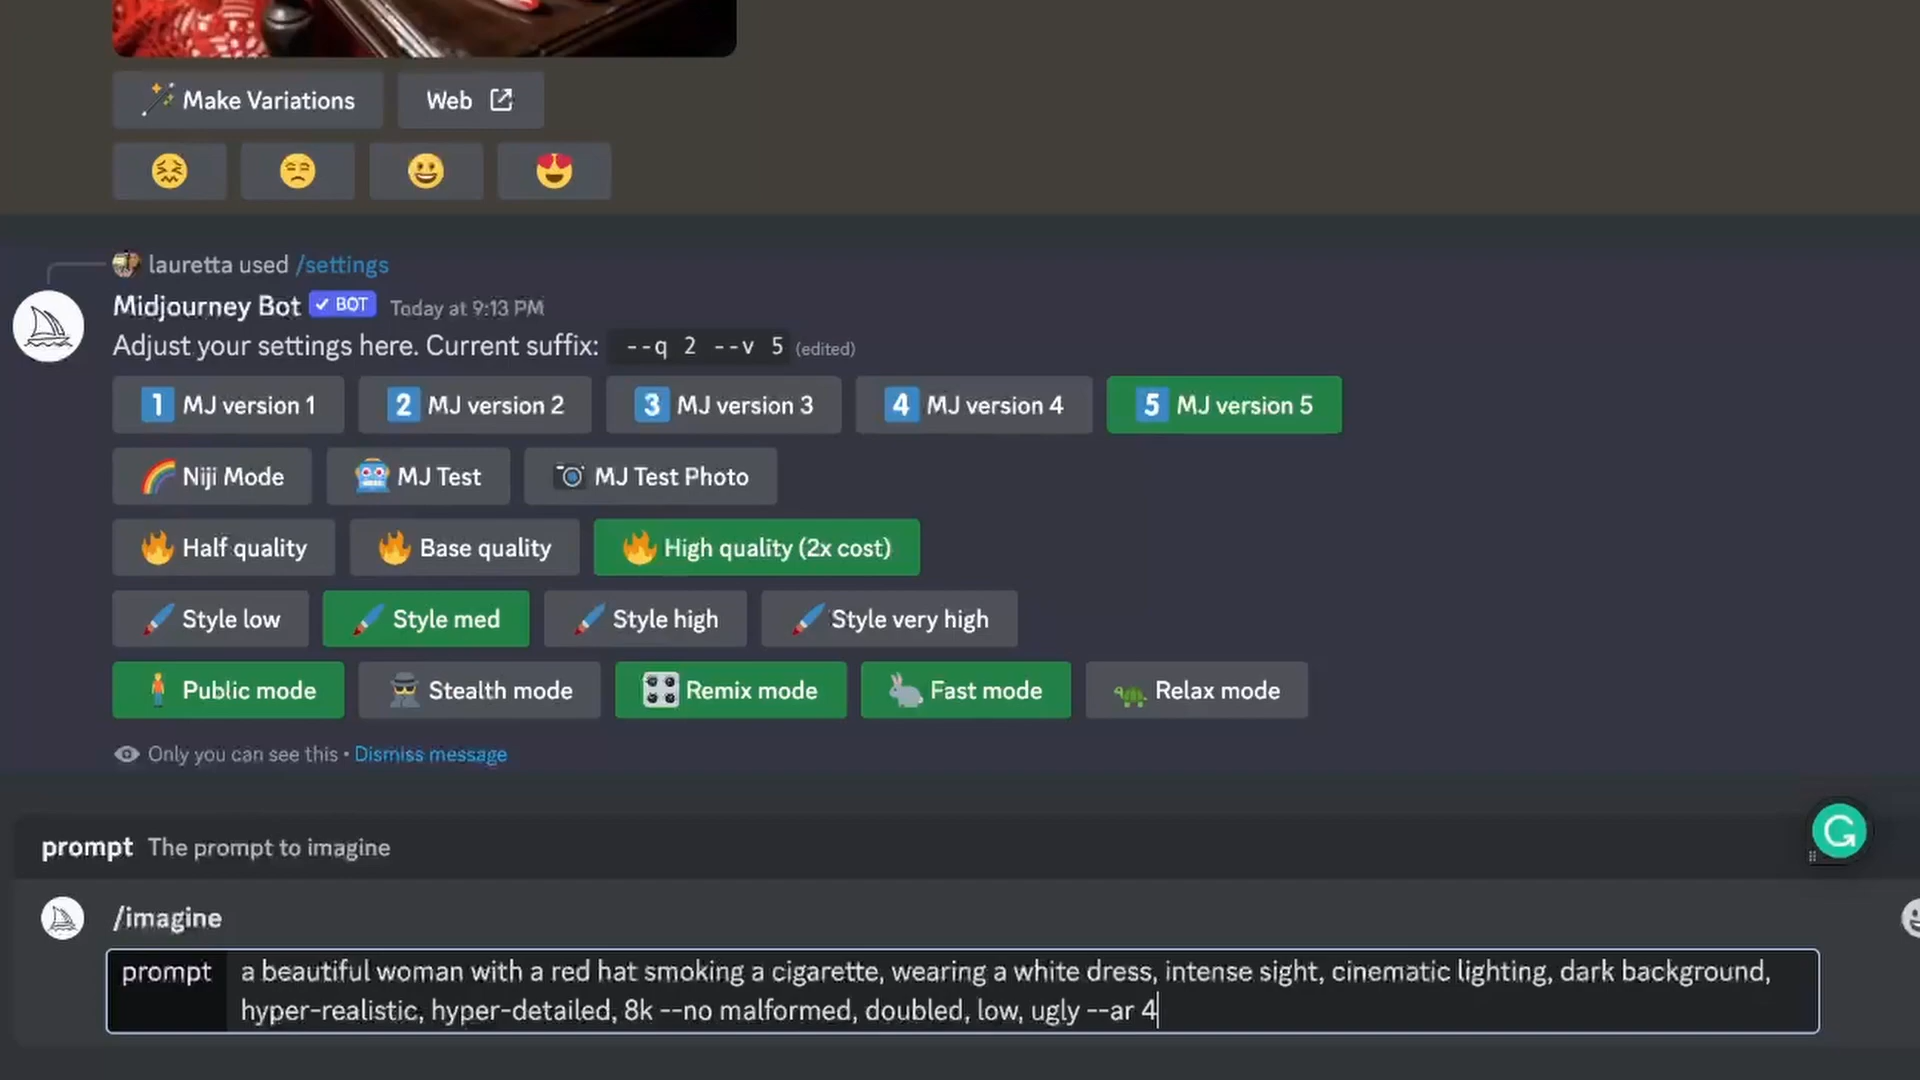 Make Variations Web
lauretta used /settings
Midjourney Bot BOT Today at 9:13 PM
Adjust your settings here. Current suffix: --q 2 --v 5 (edited)
1 MJ version 1 2 MJ version 2 3 MJ version 3 4 MJ version 4 5 MJ version 5
Niji Mode MJ Test MJ Test Photo
Half quality Base quality High quality (2x cost)
Style low Style med Style high Style very high
Public mode Stealth mode Remix mode Fast mode Relax mode
Only you can see this • Dismiss message
prompt The prompt to imagine
/imagine
prompt a beautiful woman with a red hat smoking a cigarette, wearing a white dress, intense sight, cinematic lighting, dark background,
hyper-realistic, hyper-detailed, 8k --no malformed, doubled, low, ugly --ar 4